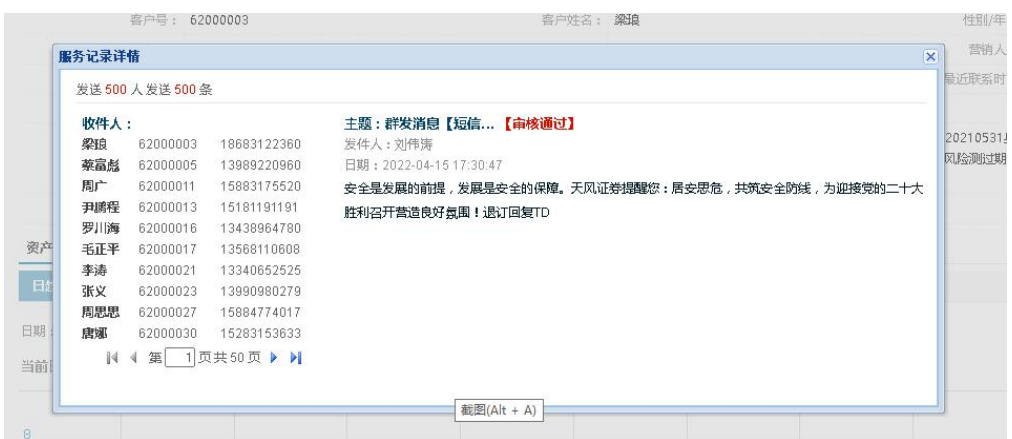 客户号： 62000003 客户姓名： 梁琅 性别/年
营销人
服务记录详情
最近联系时
发送 500 人发送 500 条
收件人：
梁琅 62000003 18683122360
蔡富彪 62000005 13989220960
周广 62000011 15883175520
尹鹏程 62000013 15181191191
罗川海 62000016 13438964780
毛正平 62000017 13568110608
李涛 62000021 13340652525
张义 62000023 13990980279
周思思 62000027 15884774017
唐娜 62000030 15283153633
第 1 页共 50 页
主题：群发消息【短信... 【审核通过】
发件人：刘伟涛
日期：2022-04-15 17:30:47
安全是发展的前提，发展是安全的保障。天风证券提醒您：居安思危，共筑安全防线，为迎接党的二十大
胜利召开营造良好氛围！退订回复TD
20210531
风险测过期
资产
日期：
当前
截图(Alt + A)
8